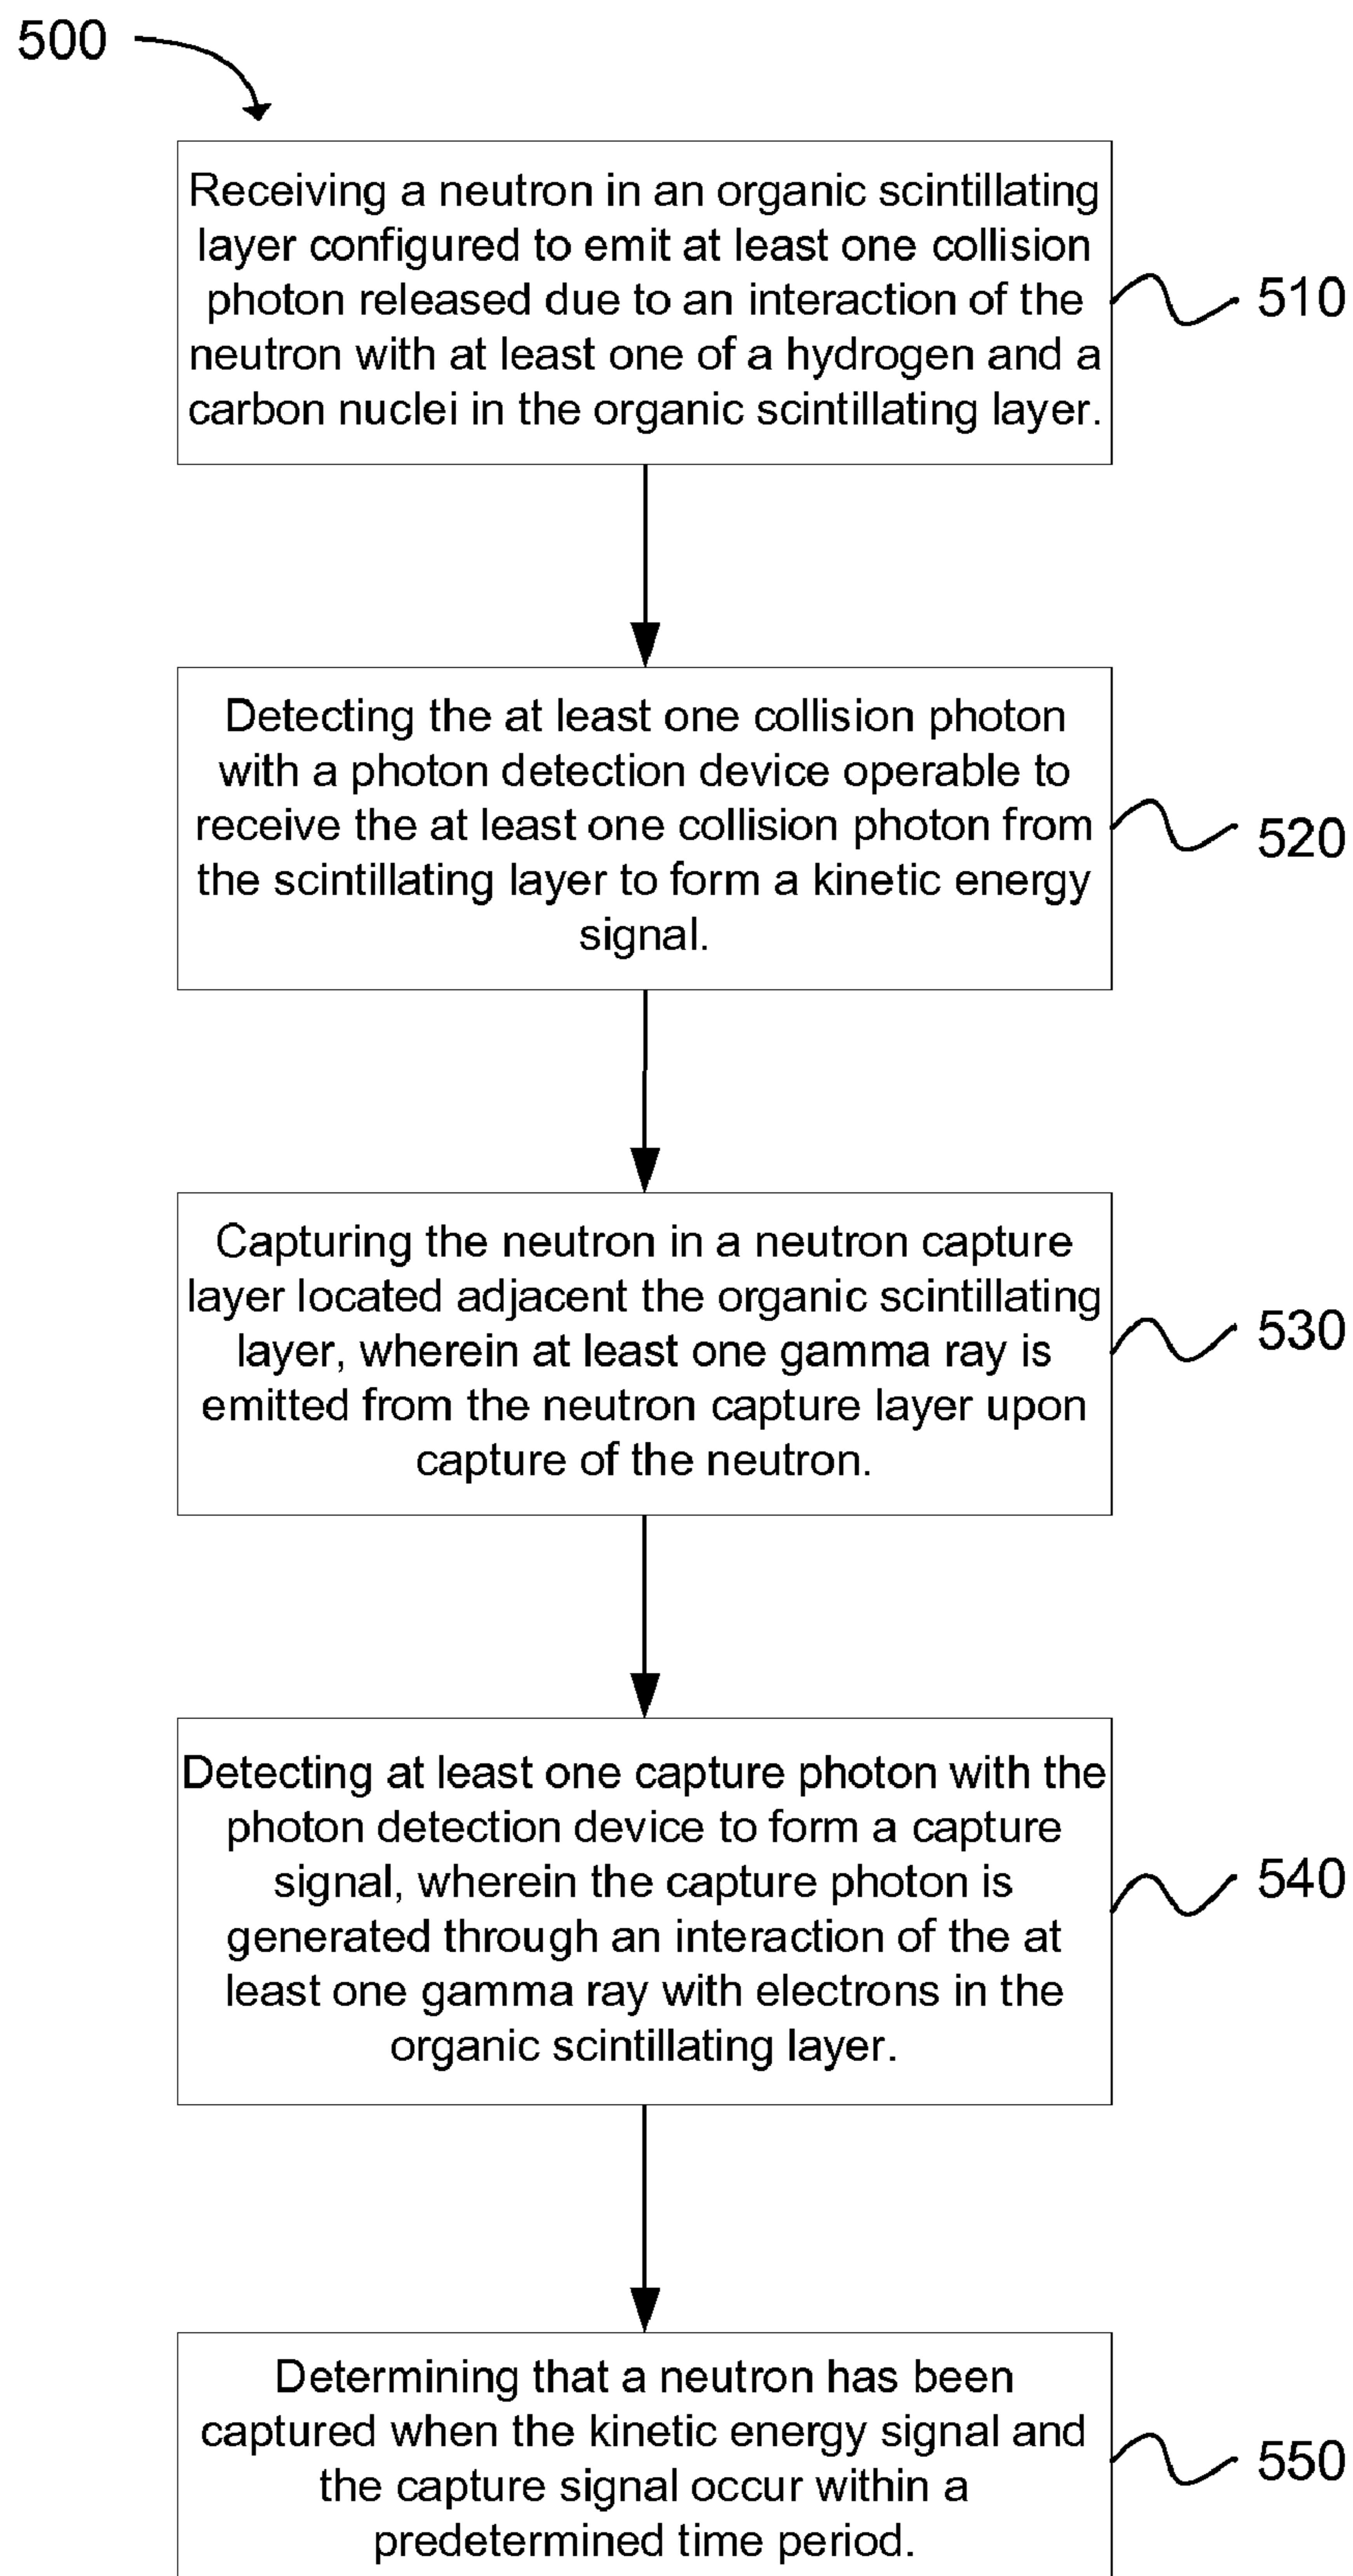 500
Receiving a neutron in an organic scintillating
layer configured to emit at least one collision
photon released due to an interaction of the
neutron with at least one of a hydrogen and a
carbon nuclei in the organic scintillating layer.
510
Detecting the at least one collision photon
with a photon detection device operable to
receive the at least one collision photon from
the scintillating layer to form a kinetic energy
signal.
520
Capturing the neutron in a neutron capture
layer located adjacent the organic scintillating
layer, wherein at least one gamma ray is
emitted from the neutron capture layer upon
capture of the neutron.
530
Detecting at least one capture photon with the
photon detection device to form a capture
signal, wherein the capture photon is
generated through an interaction of the at
least one gamma ray with electrons in the
organic scintillating layer.
540
Determining that a neutron has been
captured when the kinetic energy signal and
the capture signal occur within a
predetermined time period.
550